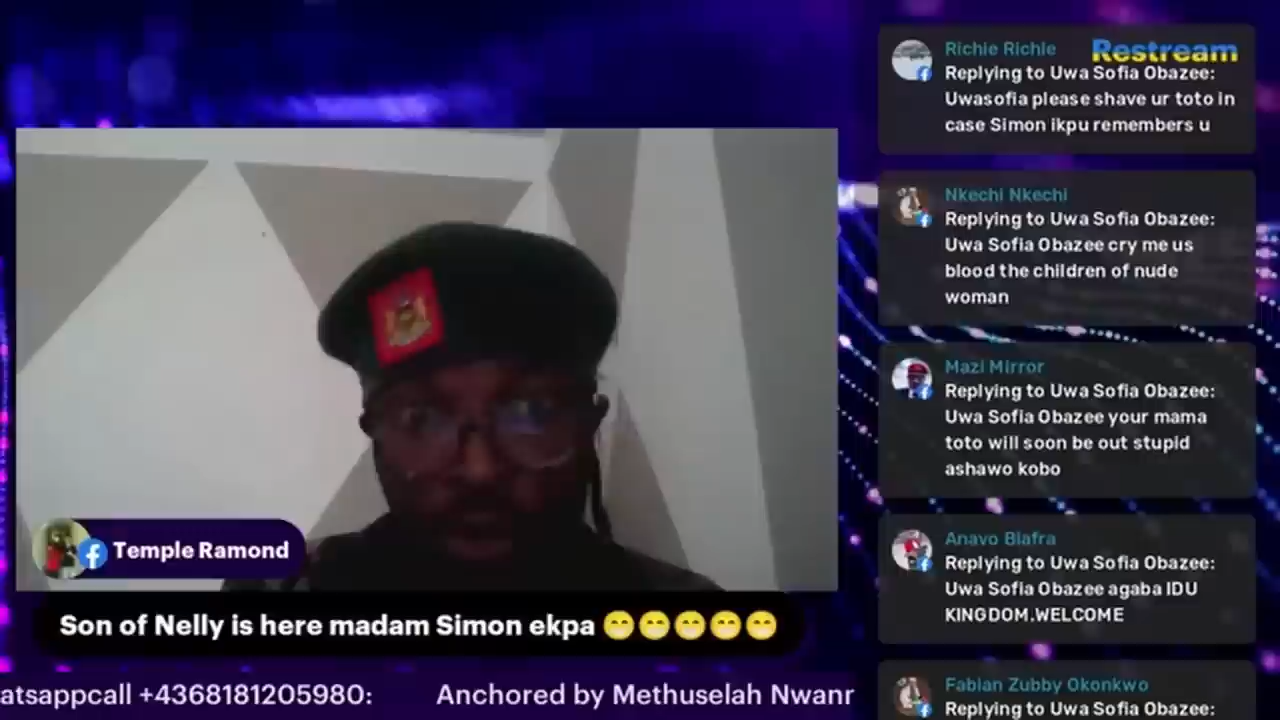 Restream
Richie Richie
Replying to Uwa Sofia Obazee:
Uwasofia please shave ur toto in
case Simon ikpu remembers u
Nkechi Nkechi
Replying to Uwa Sofia Obazee:
Uwa Sofia Obazee cry me us
blood the children of nude
woman
Mazi Mirror
Replying to Uwa Sofia Obazee:
Uwa Sofia Obazee your mama
toto will soon be out stupid
ashawo kobo
Anavo Biafra
Replying to Uwa Sofia Obazee:
Uwa Sofia Obazee agaba IDU
KINGDOM.WELCOME
Fabian Zubby Okonkwo
Replying to Uwa Sofia Obazee:
Temple Ramond
Son of Nelly is here madam Simon ekpa 😁😁😁😁😁
atsappcall +4368181205980: Anchored by Methuselah Nwanr